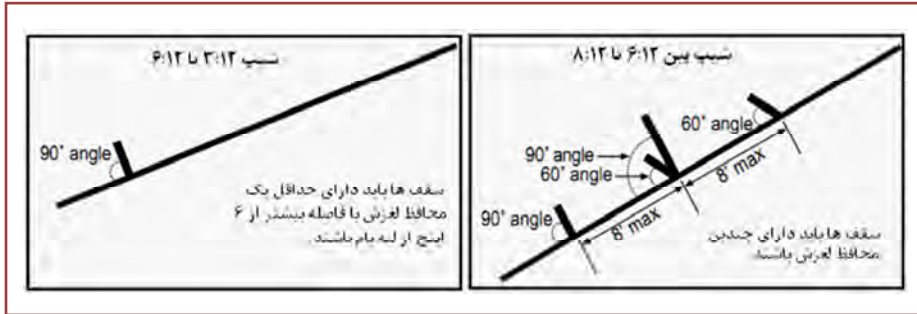 شیب ۳:۱۲ تا ۶:۱۲
90˚ angle
سقف ها باید دارای حداقل یک
محافظ لغزش با فاصله بیشتر از ۶
اینچ از لبه بام باشند.
شیب بین ۶:۱۲ تا ۸:۱۲
60˚ angle
90˚ angle
60˚ angle
8' max
90˚ angle
8' max
سقف ها باید دارای چندین
محافظ لغزش باشند.